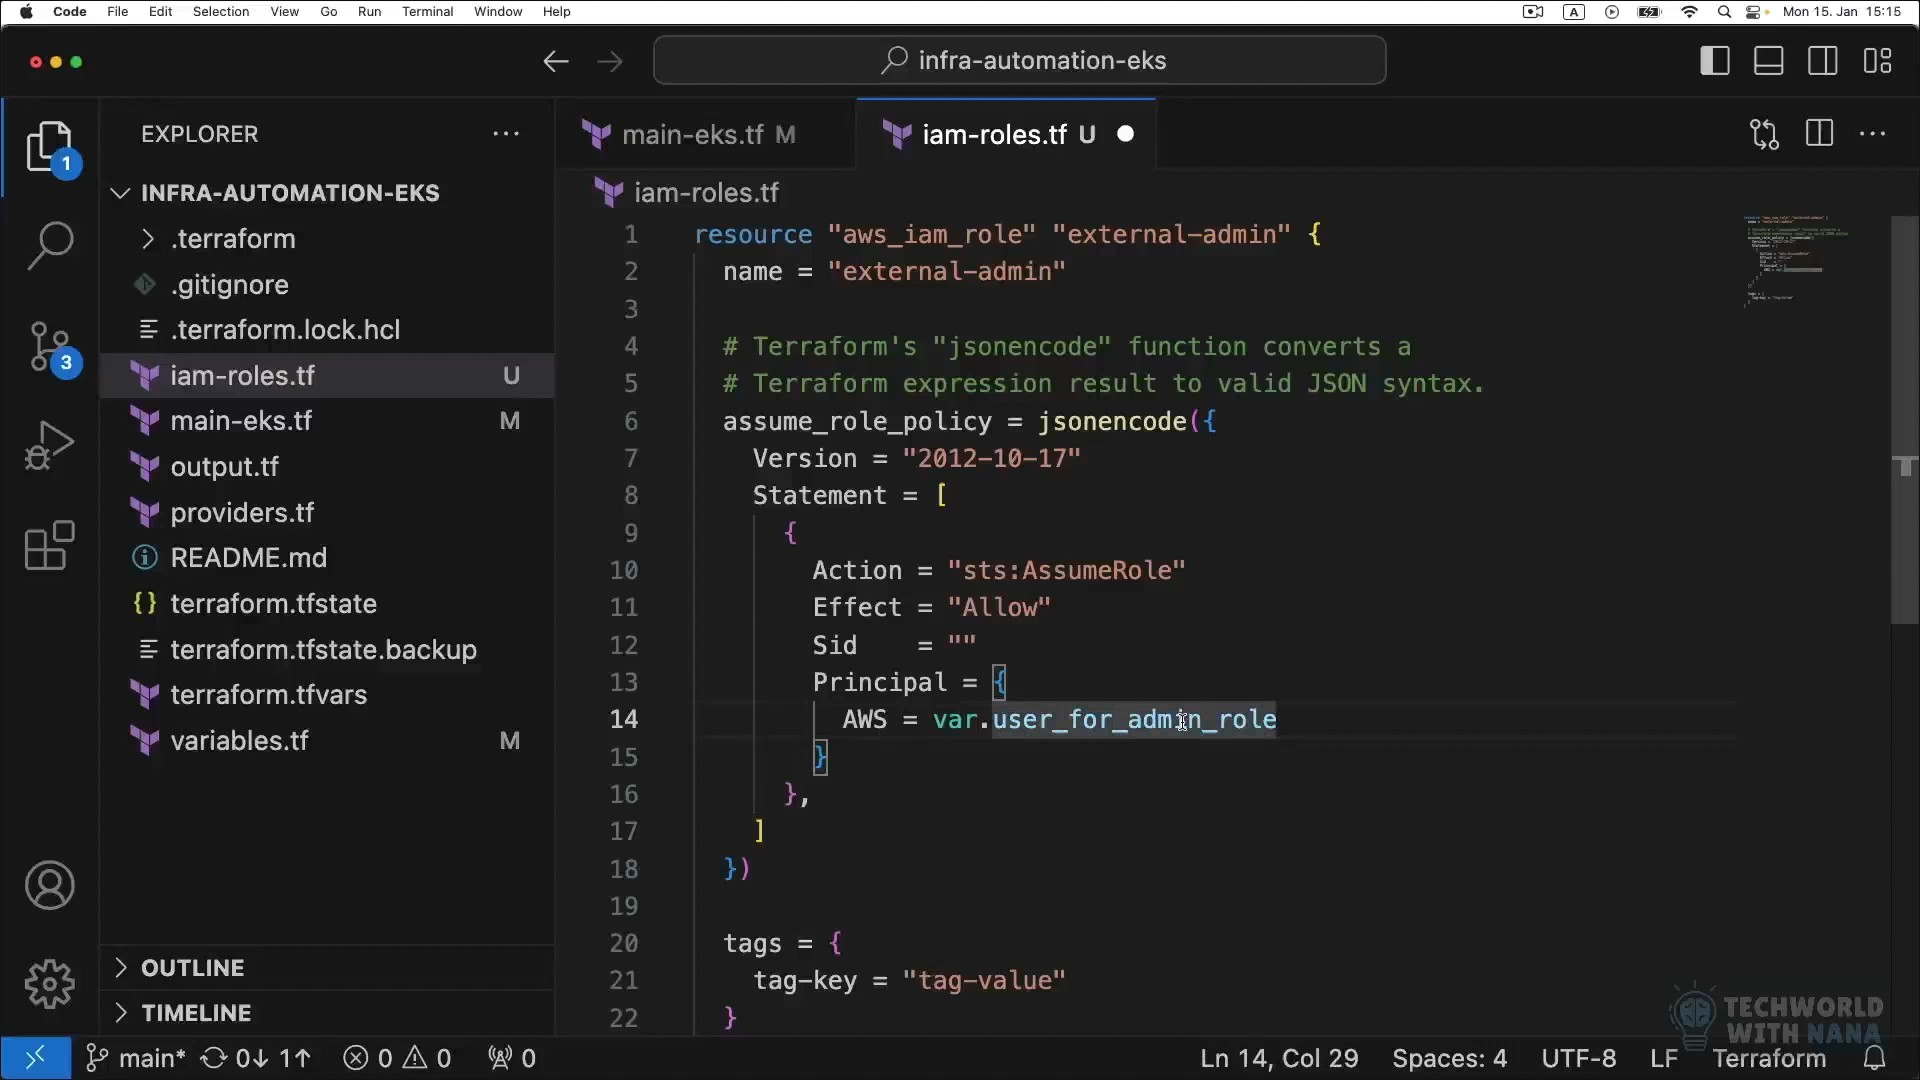 Code File Edit Selection View Go Run Terminal Window Help A Mon 15. Jan 15:15
infra-automation-eks
EXPLORER
1
INFRA-AUTOMATION-EKS
.terraform
.gitignore
.terraform.lock.hcl
3
iam-roles.tf U
main-eks.tf M
output.tf
providers.tf
README.md
{} terraform.tfstate
terraform.tfstate.backup
terraform.tfvars
variables.tf M
OUTLINE
TIMELINE
main-eks.tf M
iam-roles.tf U
iam-roles.tf
1 resource "aws_iam_role" "external-admin" {
2 name = "external-admin"
3
4 # Terraform's "jsonencode" function converts a
5 # Terraform expression result to valid JSON syntax.
6 assume_role_policy = jsonencode({
7 Version = "2012-10-17"
8 Statement = [
9 {
10 Action = "sts:AssumeRole"
11 Effect = "Allow"
12 Sid = ""
13 Principal = {
14 AWS = var.user_for_admin_role
15 }
16 },
17 ]
18 })
19
20 tags = {
21 tag-key = "tag-value"
22 }
TECHWORLD
WITH NANA
main* 0↓ 1↑ 0 0 0 Ln 14, Col 29 Spaces: 4 UTF-8 LF Terraform